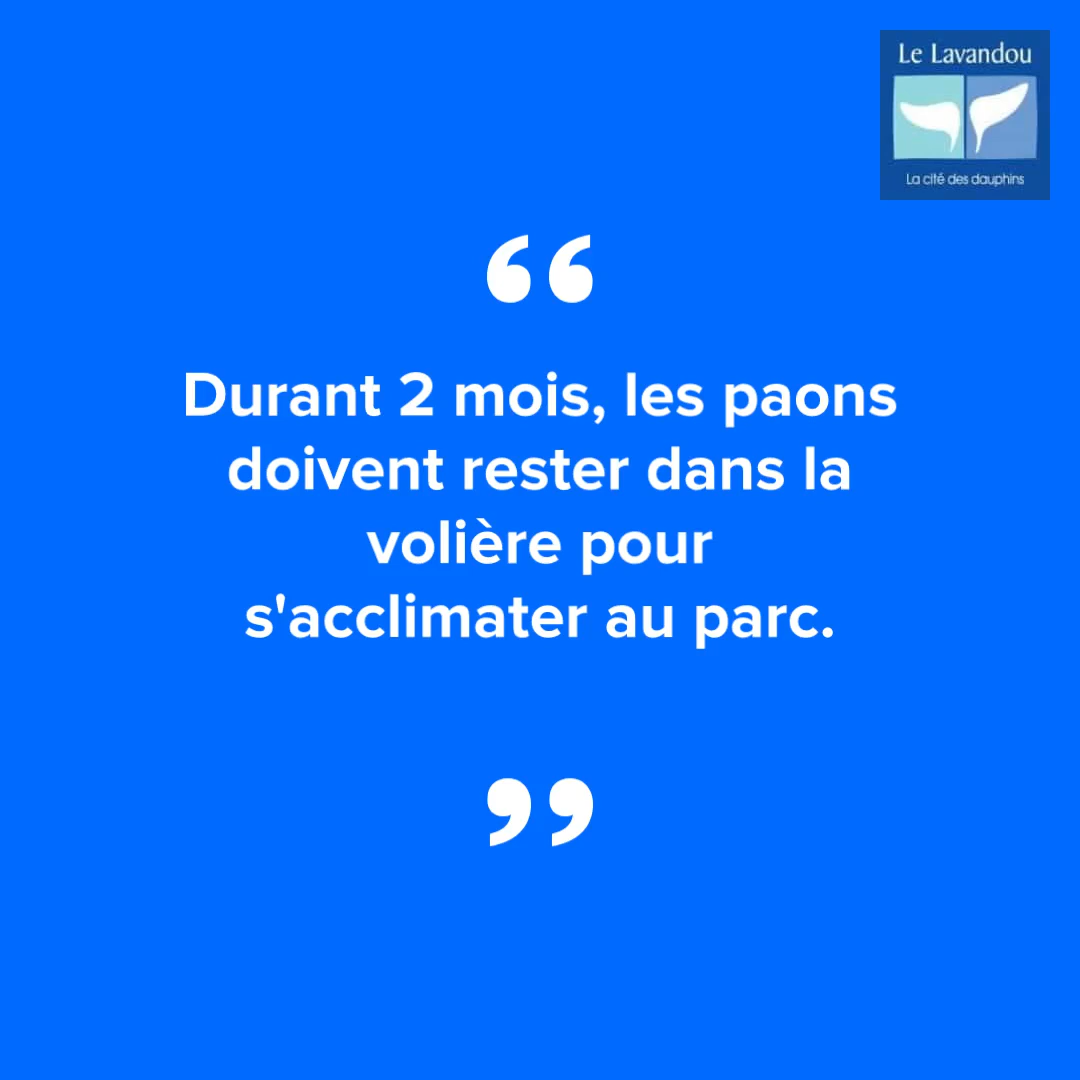 Le Lavandou
La cité des dauphins
“
Durant 2 mois, les paons
doivent rester dans la
volière pour
s'acclimater au parc.
”